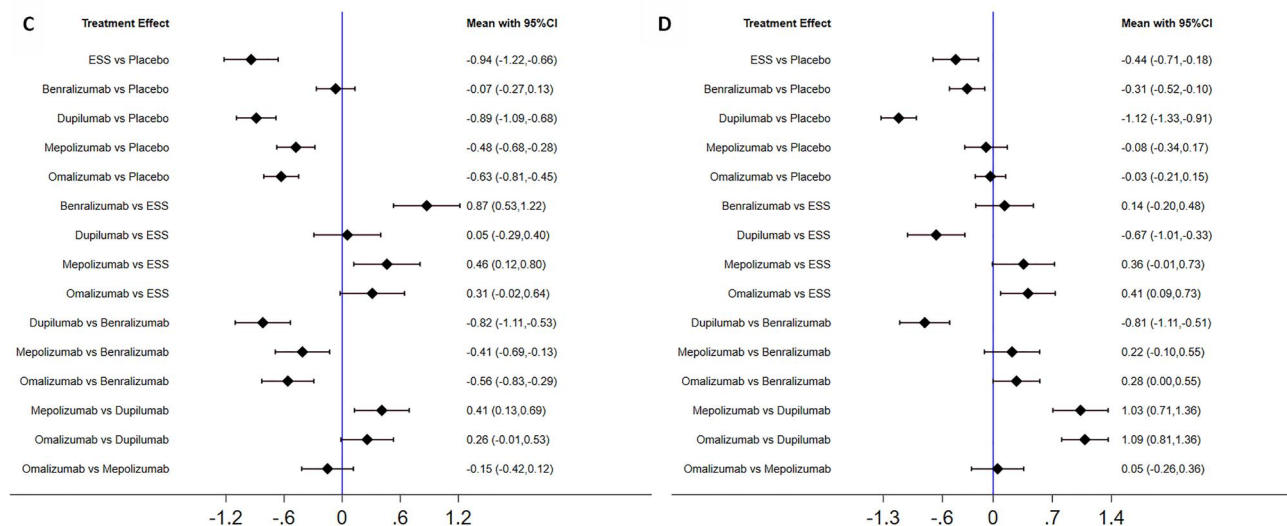 C
Treatment Effect Mean with 95%CI
ESS vs Placebo -0.94 (-1.22,-0.66)
Benralizumab vs Placebo -0.07 (-0.27,0.13)
Dupilumab vs Placebo -0.89 (-1.09,-0.68)
Mepolizumab vs Placebo -0.48 (-0.68,-0.28)
Omalizumab vs Placebo -0.63 (-0.81,-0.45)
Benralizumab vs ESS 0.87 (0.53,1.22)
Dupilumab vs ESS 0.05 (-0.29,0.40)
Mepolizumab vs ESS 0.46 (0.12,0.80)
Omalizumab vs ESS 0.31 (-0.02,0.64)
Dupilumab vs Benralizumab -0.82 (-1.11,-0.53)
Mepolizumab vs Benralizumab -0.41 (-0.69,-0.13)
Omalizumab vs Benralizumab -0.56 (-0.83,-0.29)
Mepolizumab vs Dupilumab 0.41 (0.13,0.69)
Omalizumab vs Dupilumab 0.26 (-0.01,0.53)
Omalizumab vs Mepolizumab -0.15 (-0.42,0.12)
-1.2 -.6 0 .6 1.2
D
Treatment Effect Mean with 95%CI
ESS vs Placebo -0.44 (-0.71,-0.18)
Benralizumab vs Placebo -0.31 (-0.52,-0.10)
Dupilumab vs Placebo -1.12 (-1.33,-0.91)
Mepolizumab vs Placebo -0.08 (-0.34,0.17)
Omalizumab vs Placebo -0.03 (-0.21,0.15)
Benralizumab vs ESS 0.14 (-0.20,0.48)
Dupilumab vs ESS -0.67 (-1.01,-0.33)
Mepolizumab vs ESS 0.36 (-0.01,0.73)
Omalizumab vs ESS 0.41 (0.09,0.73)
Dupilumab vs Benralizumab -0.81 (-1.11,-0.51)
Mepolizumab vs Benralizumab 0.22 (-0.10,0.55)
Omalizumab vs Benralizumab 0.28 (0.00,0.55)
Mepolizumab vs Dupilumab 1.03 (0.71,1.36)
Omalizumab vs Dupilumab 1.09 (0.81,1.36)
Omalizumab vs Mepolizumab 0.05 (-0.26,0.36)
-1.3 -.6 0 .7 1.4